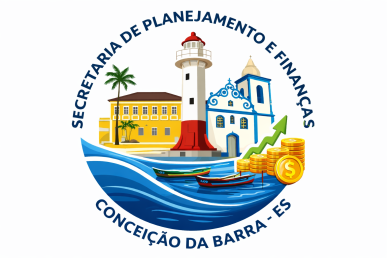 SECRETARIA DE PLANEJAMENTO E FINANÇAS
$
CONCEIÇÃO DA BARRA - ES